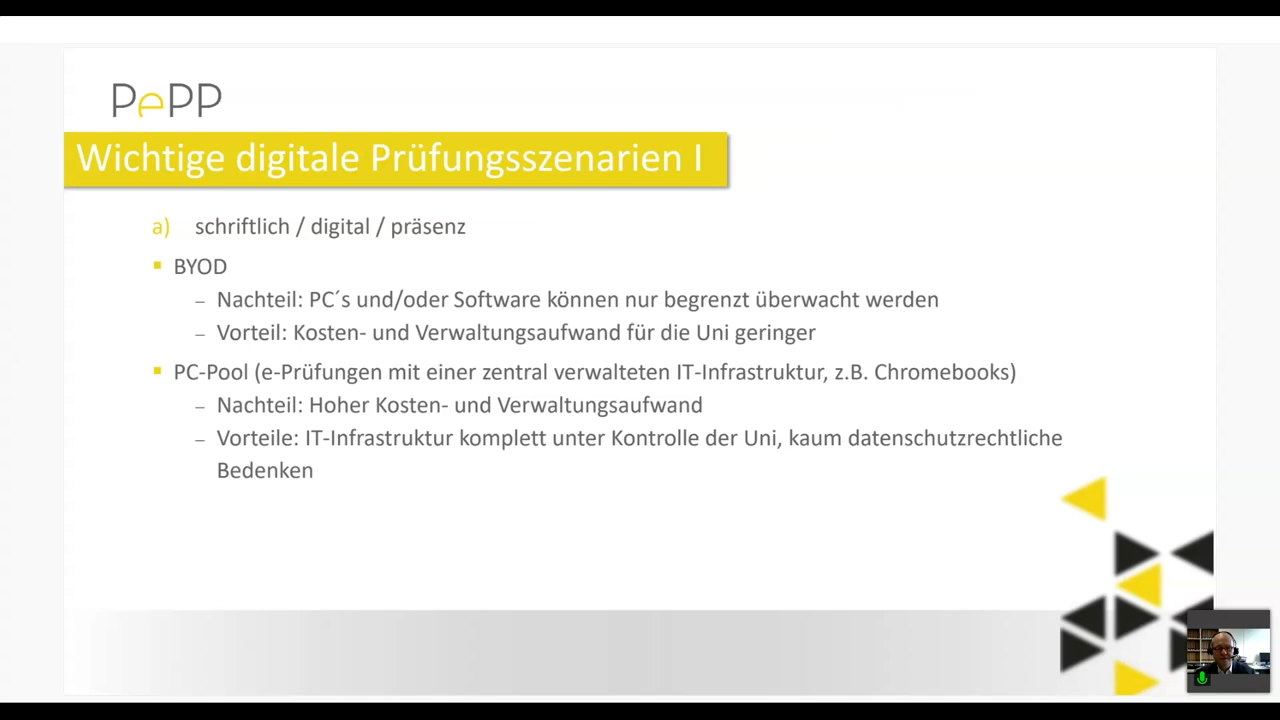 PePP
Wichtige digitale Prüfungsszenarien I
a) schriftlich / digital / präsenz
▪ BYOD
– Nachteil: PC´s und/oder Software können nur begrenzt überwacht werden
– Vorteil: Kosten- und Verwaltungsaufwand für die Uni geringer
▪ PC-Pool (e-Prüfungen mit einer zentral verwalteten IT-Infrastruktur, z.B. Chromebooks)
– Nachteil: Hoher Kosten- und Verwaltungsaufwand
– Vorteile: IT-Infrastruktur komplett unter Kontrolle der Uni, kaum datenschutzrechtliche
Bedenken